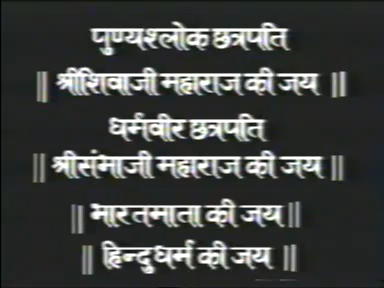 पुण्यश्लोक छत्रपति
॥ श्रीशिवाजी महाराज की जय ॥
धर्मवीर छत्रपति
॥ श्रीसंभाजी महाराज की जय ॥
॥ भारतमाता की जय॥
॥ हिन्दुधर्म की जय ॥